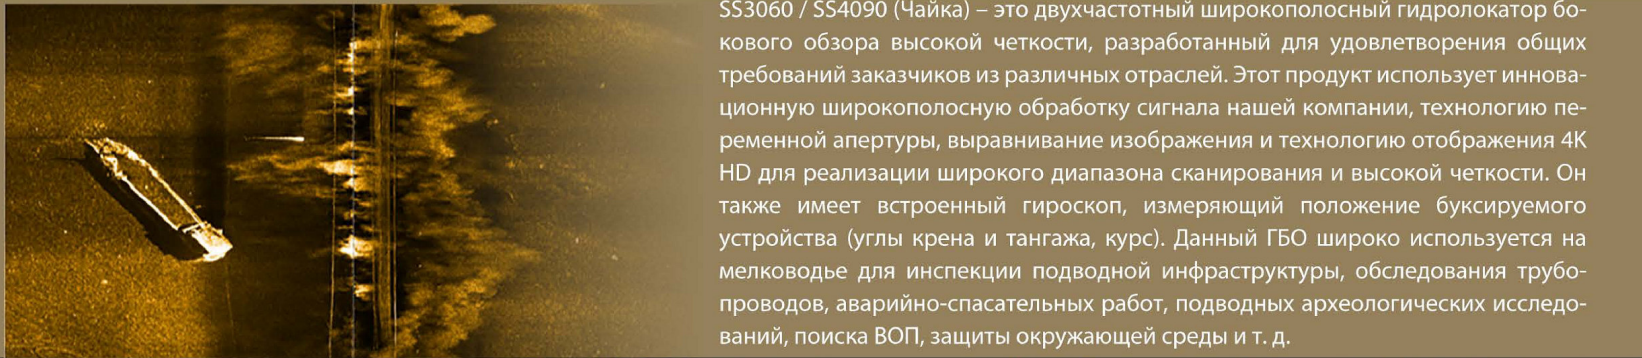 SS3060 / SS4090 (Чайка) – это двухчастотный широкополосный гидролокатор бо-
кового обзора высокой четкости, разработанный для удовлетворения общих
требований заказчиков из различных отраслей. Этот продукт использует иннова-
ционную широкополосную обработку сигнала нашей компании, технологию пе-
ременной апертуры, выравнивание изображения и технологию отображения 4K
HD для реализации широкого диапазона сканирования и высокой четкости. Он
также имеет встроенный гироскоп, измеряющий положение буксируемого
устройства (углы крена и тангажа, курс). Данный ГБО широко используется на
мелководье для инспекции подводной инфраструктуры, обследования трубо-
проводов, аварийно-спасательных работ, подводных археологических исследо-
ваний, поиска ВОП, защиты окружающей среды и т. д.